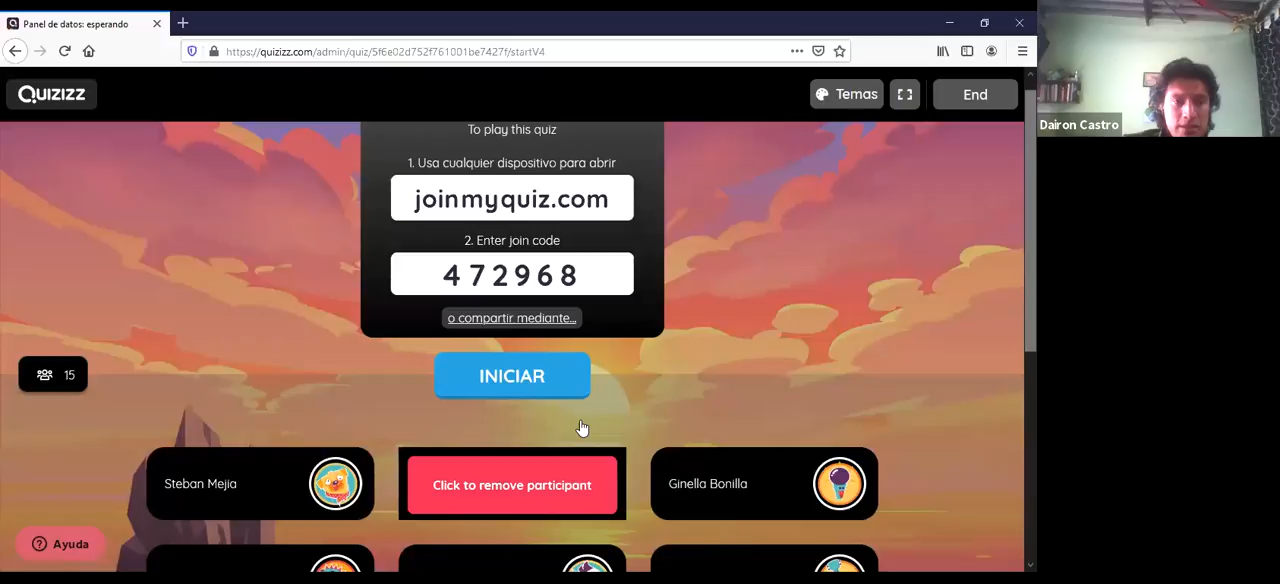 Panel de datos: esperando
https://quizizz.com/admin/quiz/5f6e02d752f761001be7427f/startV4
QUIZIZZ
Temas
End
Dairon Castro
To play this quiz
1. Usa cualquier dispositivo para abrir
joinmyquiz.com
2. Enter join code
472968
o compartir mediante...
15
INICIAR
Steban Mejia
Click to remove participant
Ginella Bonilla
Ayuda